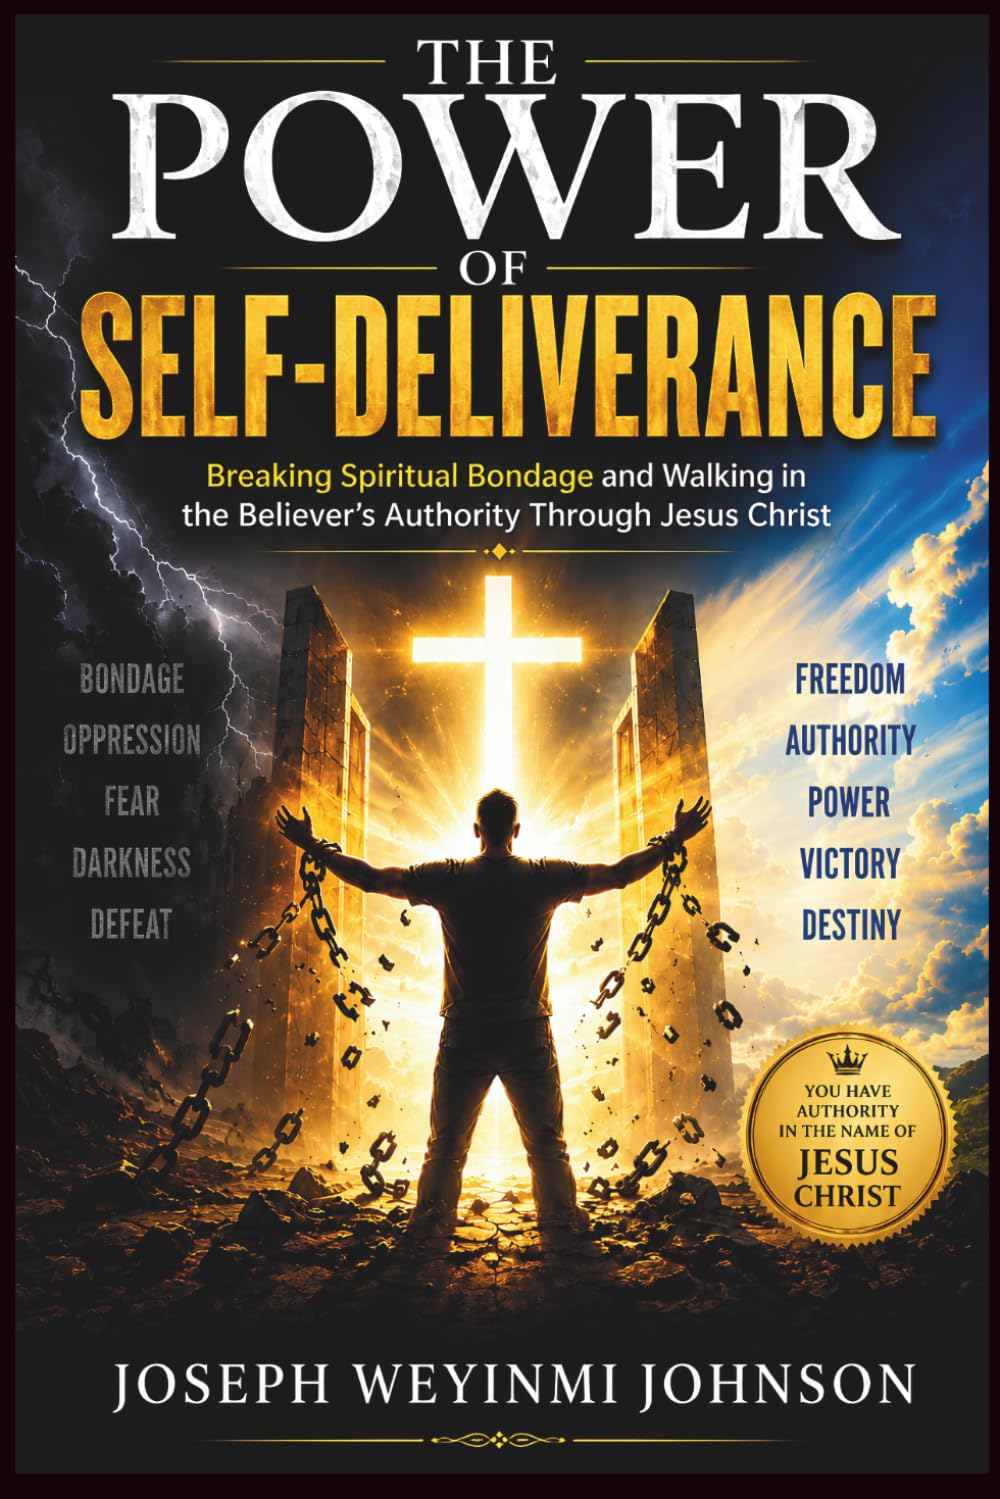 THE
POWER
OF
SELF-DELIVERANCE
Breaking Spiritual Bondage and Walking in
the Believer's Authority Through Jesus Christ
BONDAGE
OPPRESSION
FEAR
DARKNESS
DEFEAT
FREEDOM
AUTHORITY
POWER
VICTORY
DESTINY
YOU HAVE
AUTHORITY
IN THE NAME OF
JESUS
CHRIST
JOSEPH WEYINMI JOHNSON